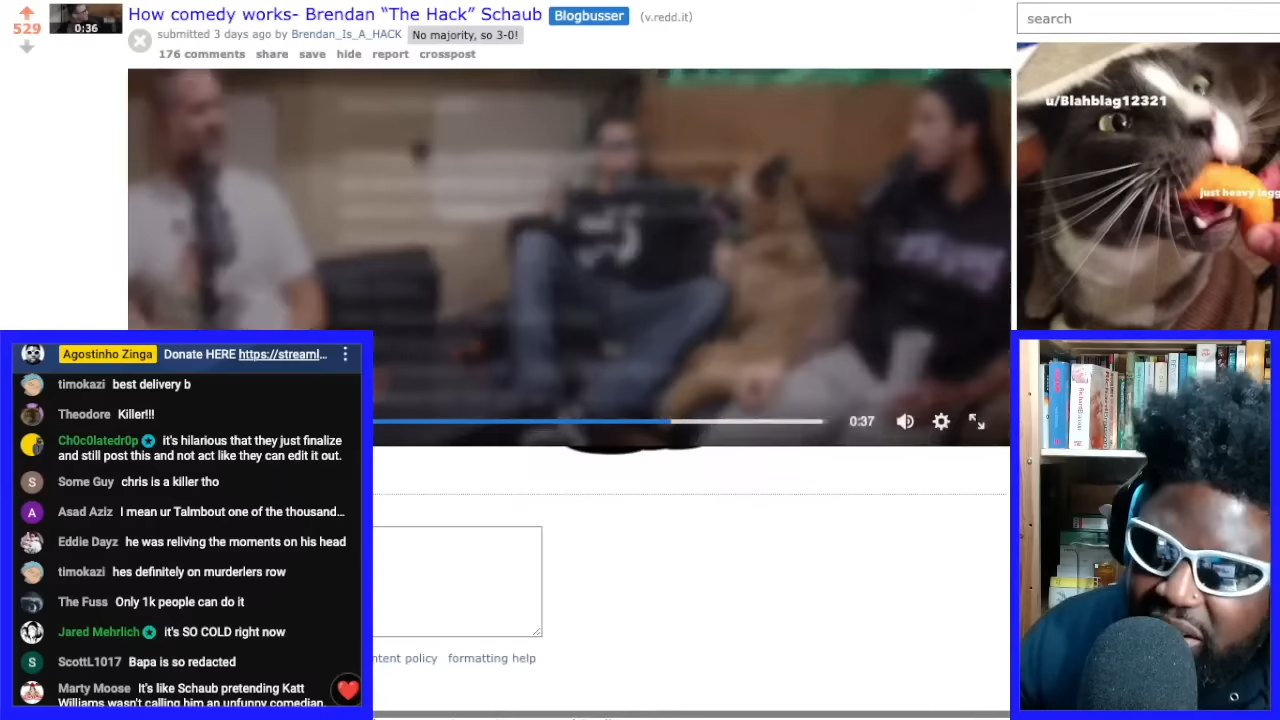 529
0:36
How comedy works- Brendan “The Hack” Schaub Blogbusser (v.redd.it)
submitted 3 days ago by Brendan_Is_A_HACK No majority, so 3-0!
176 comments share save hide report crosspost
search
u/Blahblag12321
just heavy legg
0:37
Agostinho Zinga Donate HERE https://streaml...
timokazi best delivery b
Theodore Killer!!!
Ch0c0latedr0p it's hilarious that they just finalize
and still post this and not act like they can edit it out.
S Some Guy chris is a killer tho
A Asad Aziz I mean ur Talmbout one of the thousand...
Eddie Dayz he was reliving the moments on his head
timokazi hes definitely on murderlers row
The Fuss Only 1k people can do it
Jared Mehrlich it's SO COLD right now
S ScottL1017 Bapa is so redacted
Marty Moose It's like Schaub pretending Katt
Williams wasn't calling him an unfunny comedian.
ntent policy formatting help